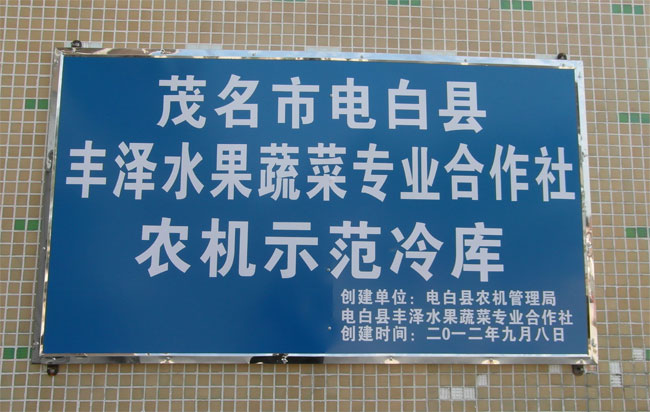 茂名市电白县
丰泽水果蔬菜专业合作社
农机示范冷库
创建单位：电白县农机管理局
电白县丰泽水果蔬菜专业合作社
创建时间：二0一二年九月八日